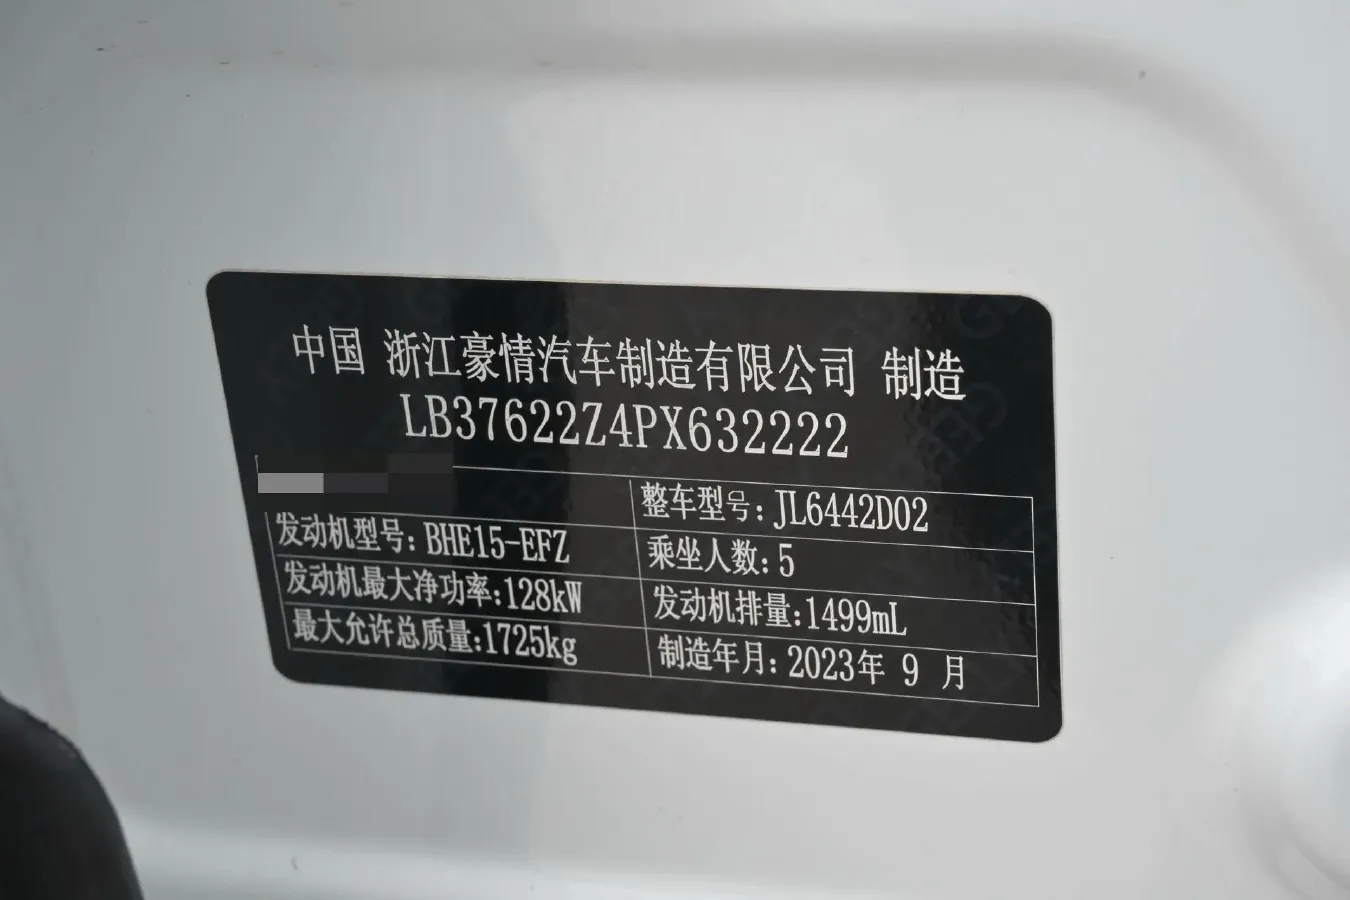 中国 浙江豪情汽车制造有限公司 制造
LB37622Z4PX632222
整车型号:JL6442D02
发动机型号:BHE15-EFZ
乘坐人数:5
发动机最大净功率:128kW
发动机排量:1499mL
最大允许总质量:1725kg
制造年月:2023年 9 月